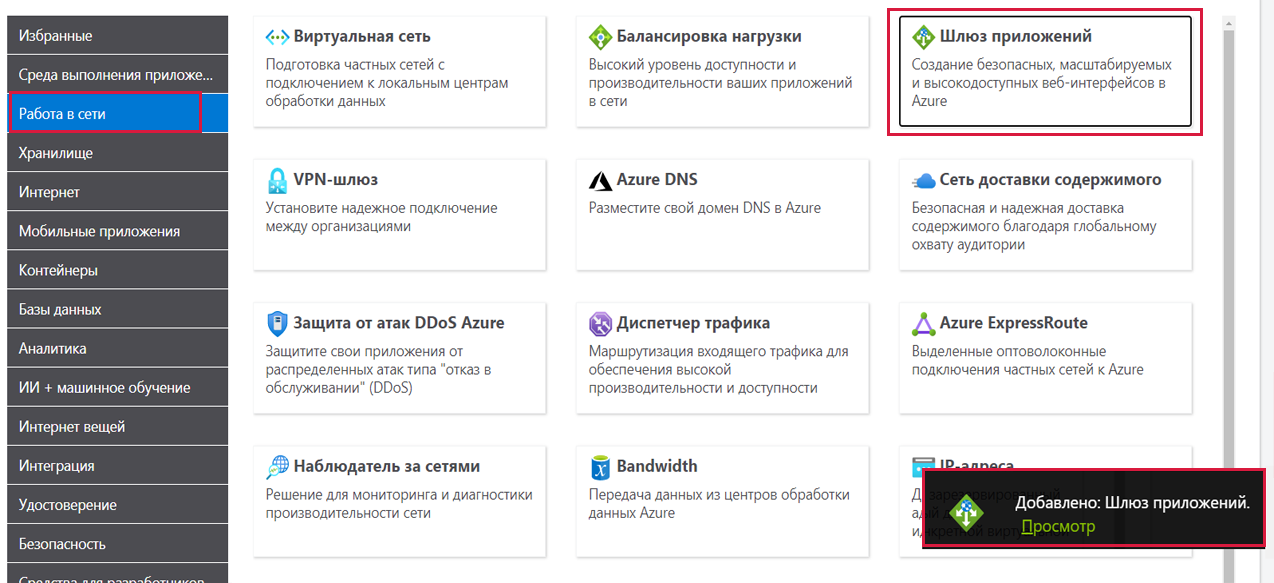 Избранные
Среда выполнения приложе...
Работа в сети
Хранилище
Интернет
Мобильные приложения
Контейнеры
Базы данных
Аналитика
ИИ + машинное обучение
Интернет вещей
Интеграция
Удостоверение
Безопасность
Средства для разработчиков
Виртуальная сеть
Подготовка частных сетей с
подключением к локальным центрам
обработки данных
Балансировка нагрузки
Высокий уровень доступности и
производительности ваших приложений
в сети
Шлюз приложений
Создание безопасных, масштабируемых
и высокодоступных веб-интерфейсов в
Azure
VPN-шлюз
Установите надежное подключение
между организациями
Azure DNS
Разместите свой домен DNS в Azure
Сеть доставки содержимого
Безопасная и надежная доставка
содержимого благодаря глобальному
охвату аудитории
Защита от атак DDoS Azure
Защитите свои приложения от
распределенных атак типа "отказ в
обслуживании" (DDoS)
Диспетчер трафика
Маршрутизация входящего трафика для
обеспечения высокой
производительности и доступности
Azure ExpressRoute
Выделенные оптоволоконные
подключения частных сетей к Azure
Наблюдатель за сетями
Решение для мониторинга и диагностики
производительности сети
Bandwidth
Передача данных из центров обработки
данных Azure
IP-адреса
Добавлено: Шлюз приложений.
Просмотр